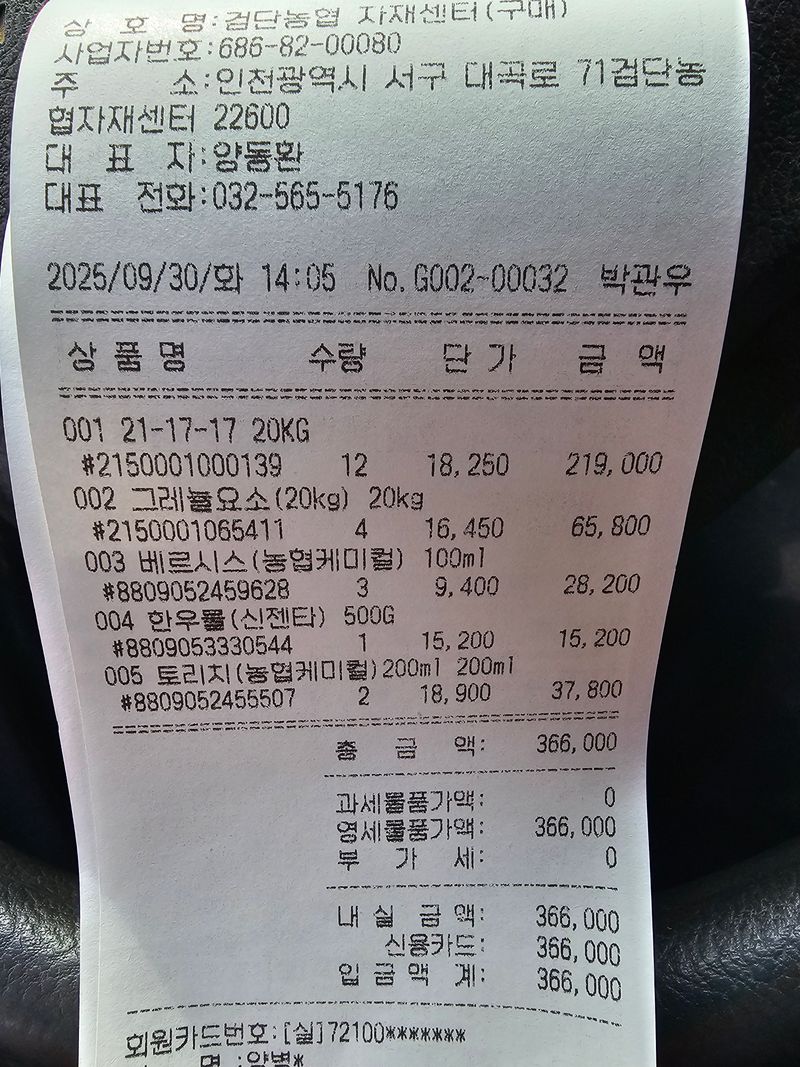 상 호 명:검단농협 자재센터(구매)
사업자번호:686-82-00080
주 소:인천광역시 서구 대곡로 71검단농
협자재센터 22600
대 표 자:양동환
대표 전화:032-565-5176
2025/09/30/화 14:05 No.G002-00032 박관우
상 품 명 수량 단 가 금 액
001 21-17-17 20KG
#2150001000139 12 18,250 219,000
002 그레뉼요소(20kg) 20kg
#2150001065411 4 16,450 65,800
003 베르시스(농협케미컬) 100ml
#8809052459628 3 9,400 28,200
004 한우물(신젠타) 500G
#8809053330544 1 15,200 15,200
005 토리치(농협케미컬)200ml 200ml
#8809052455507 2 18,900 37,800
총 금 액: 366,000
과세물품가액: 0
영세물품가액: 366,000
부 가 세: 0
내 실 금 액: 366,000
신용카드: 366,000
입 금 액 계: 366,000
회원카드번호:[실]72100*******
명 :양병*